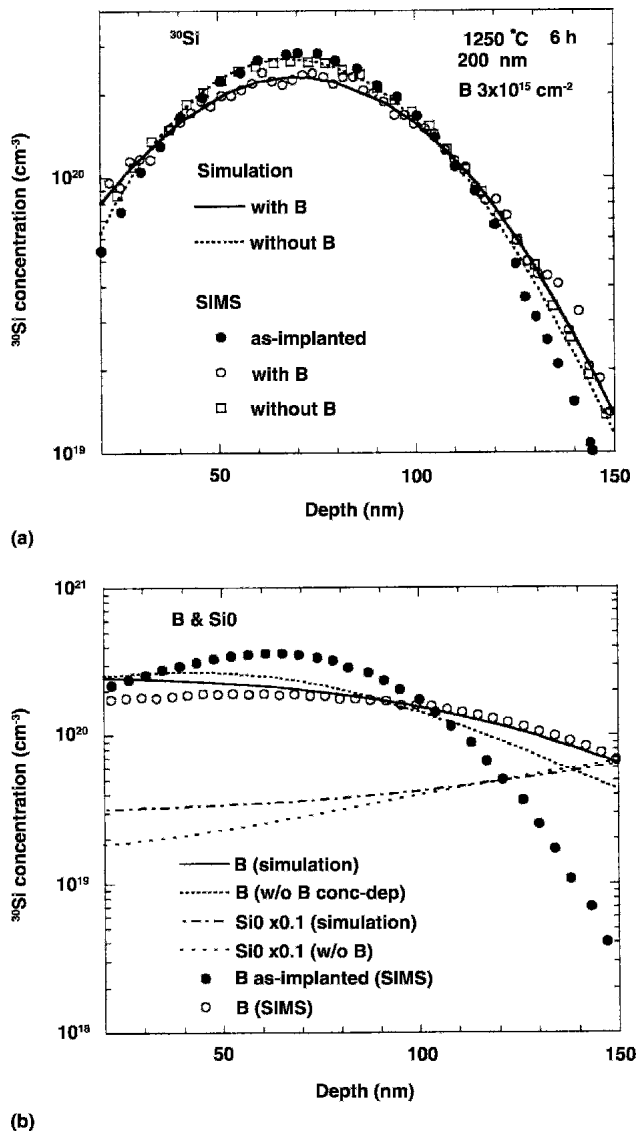 (a)
³⁰Si
1250 °C 6 h
200 nm
B 3x10¹⁵ cm⁻²
³⁰Si concentration (cm⁻³)
10²⁰
10¹⁹
Simulation
with B
without B
SIMS
as-implanted
with B
without B
50
100
150
Depth (nm)
(b)
B & Si0
³⁰Si concentration (cm⁻³)
10²¹
10²⁰
10¹⁹
10¹⁸
B (simulation)
B (w/o B conc-dep)
Si0 x0.1 (simulation)
Si0 x0.1 (w/o B)
B as-implanted (SIMS)
B (SIMS)
50
100
150
Depth (nm)